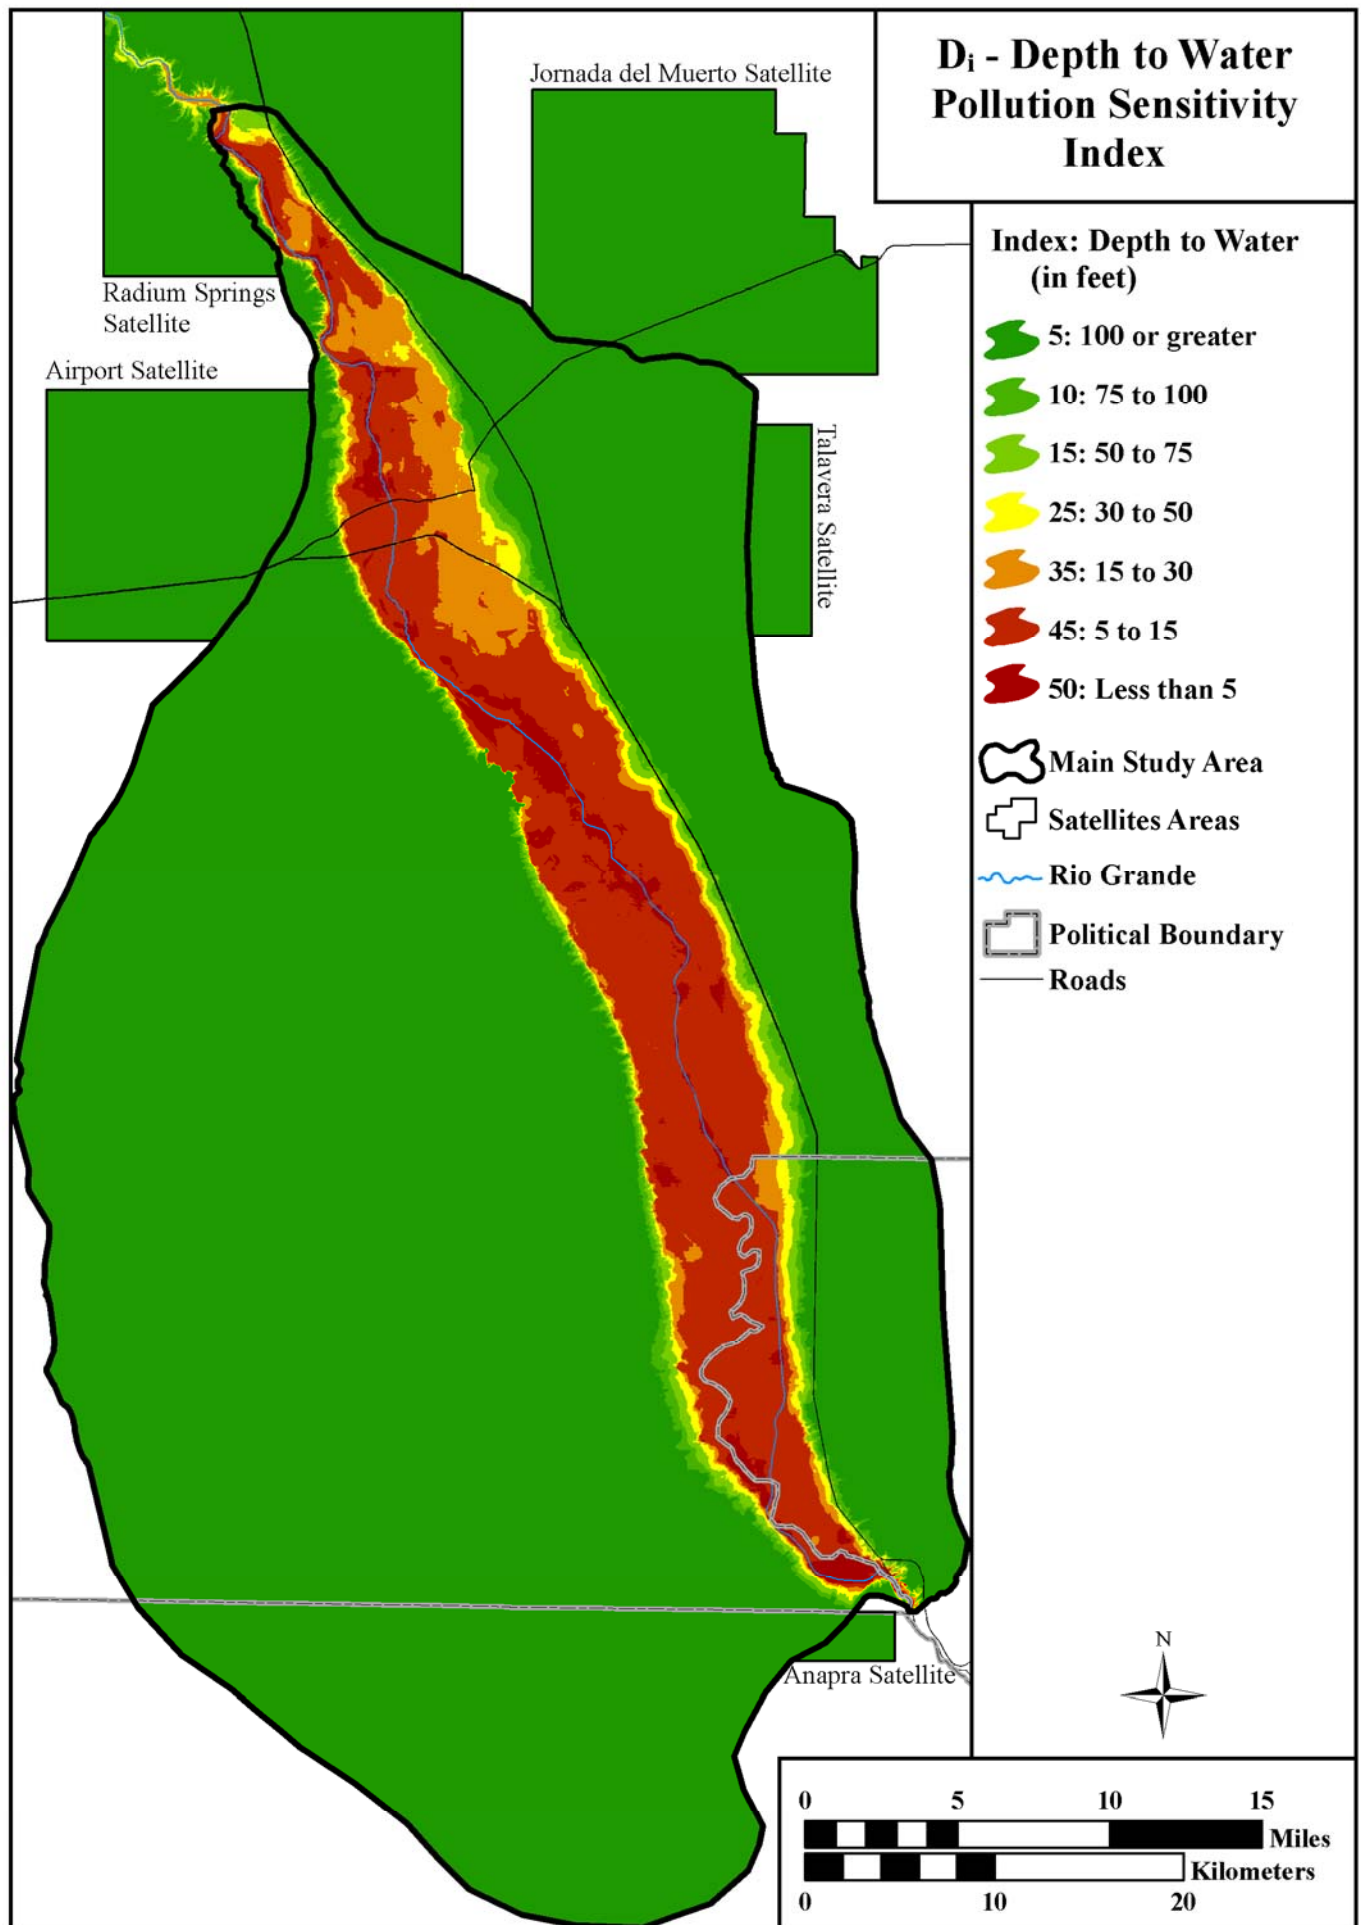 Dᵢ - Depth to Water
Pollution Sensitivity
Index
Jornada del Muerto Satellite
Radium Springs
Satellite
Airport Satellite
Talavera Satellite
Anapra Satellite
Index: Depth to Water
(in feet)
5: 100 or greater
10: 75 to 100
15: 50 to 75
25: 30 to 50
35: 15 to 30
45: 5 to 15
50: Less than 5
Main Study Area
Satellites Areas
Rio Grande
Political Boundary
Roads
N
0 5 10 15
Miles
Kilometers
0 10 20